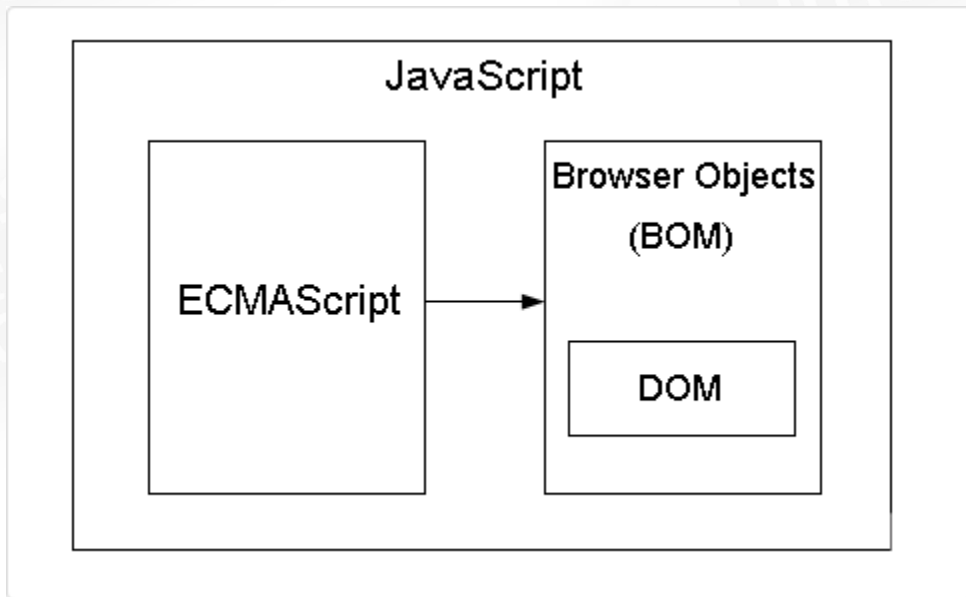 JavaScript
ECMAScript
Browser Objects
(BOM)
DOM